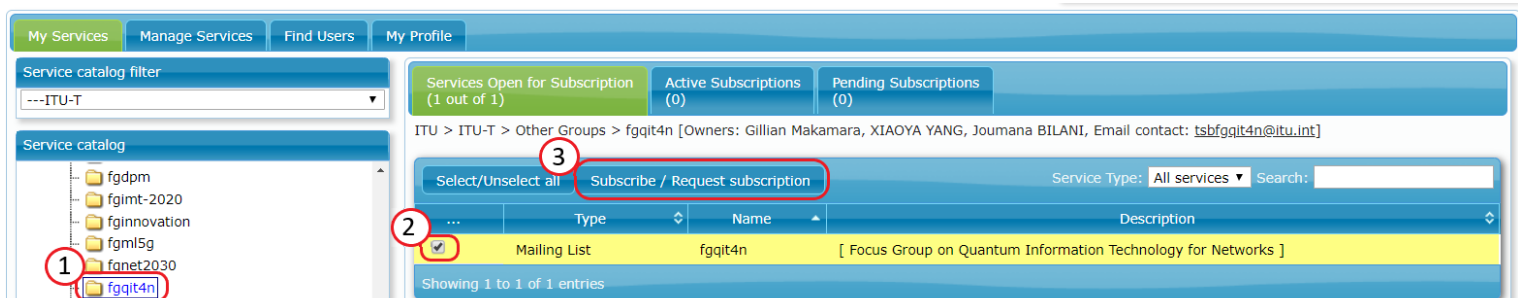 My Services
Manage Services
Find Users
My Profile
Service catalog filter
---ITU-T
Service catalog
fgdpm
fgimt-2020
fginnovation
fgml5g
1
fgnet2030
fgqit4n
Services Open for Subscription
(1 out of 1)
Active Subscriptions
(0)
Pending Subscriptions
(0)
ITU > ITU-T > Other Groups > fgqit4n [Owners: Gillian Makamara, XIAOYA YANG, Joumana BILANI, Email contact: tsbfgqit4n@itu.int]
3
Select/Unselect all
Subscribe / Request subscription
Service Type: All services
Search:
2
... Type Name Description
Mailing List fgqit4n [ Focus Group on Quantum Information Technology for Networks ]
Showing 1 to 1 of 1 entries